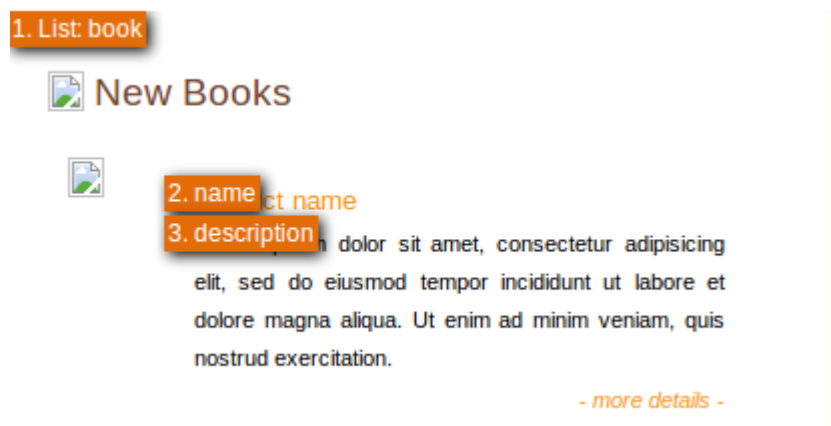 1. List: book
New Books
2. name ct name
3. description dolor sit amet, consectetur adipisicing
elit, sed do eiusmod tempor incididunt ut labore et
dolore magna aliqua. Ut enim ad minim veniam, quis
nostrud exercitation.
- more details -